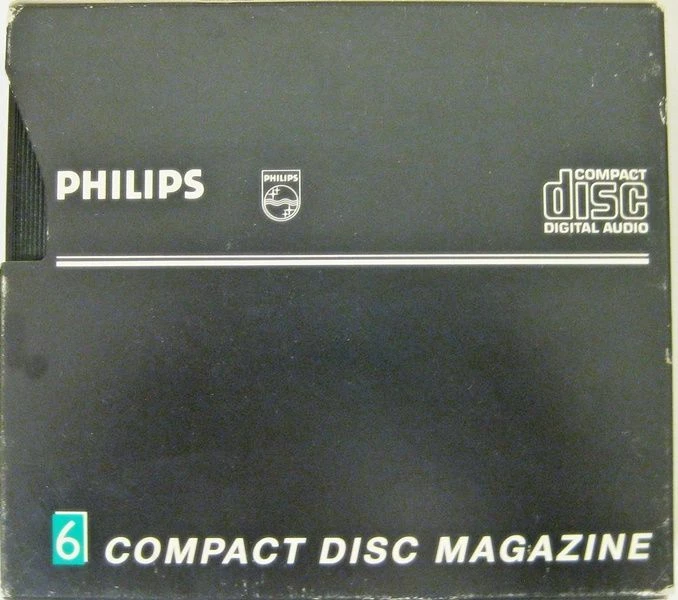 PHILIPS
PHILIPS
COMPACT
disc
DIGITAL AUDIO
6 COMPACT DISC MAGAZINE